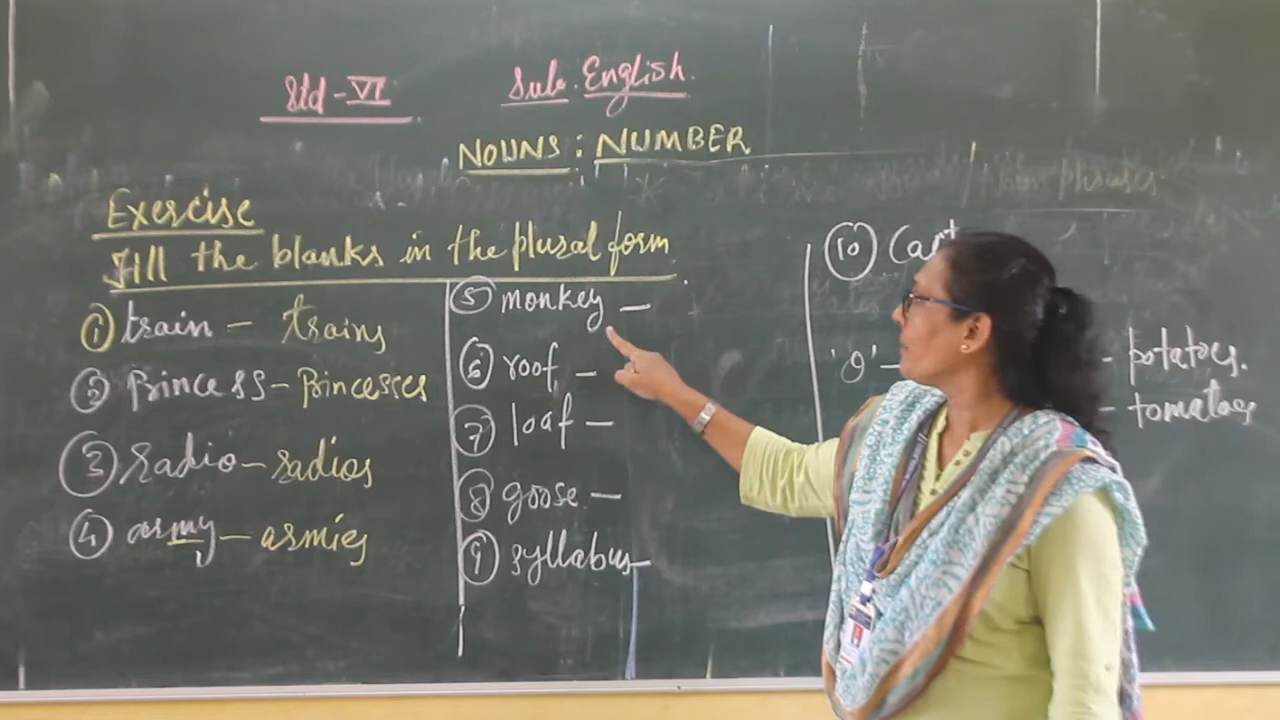 Std - VI
Sub. English.
NOUNS: NUMBER
Exercise
Fill the blanks in the plural form
① train - trains
② Princess - Princesses
③ radio - radios
④ army - armies
⑤ monkey -
⑥ roof -
⑦ loaf -
⑧ goose -
⑨ syllabus -
⑩
'O' -
- potatoes.
- tomatoes